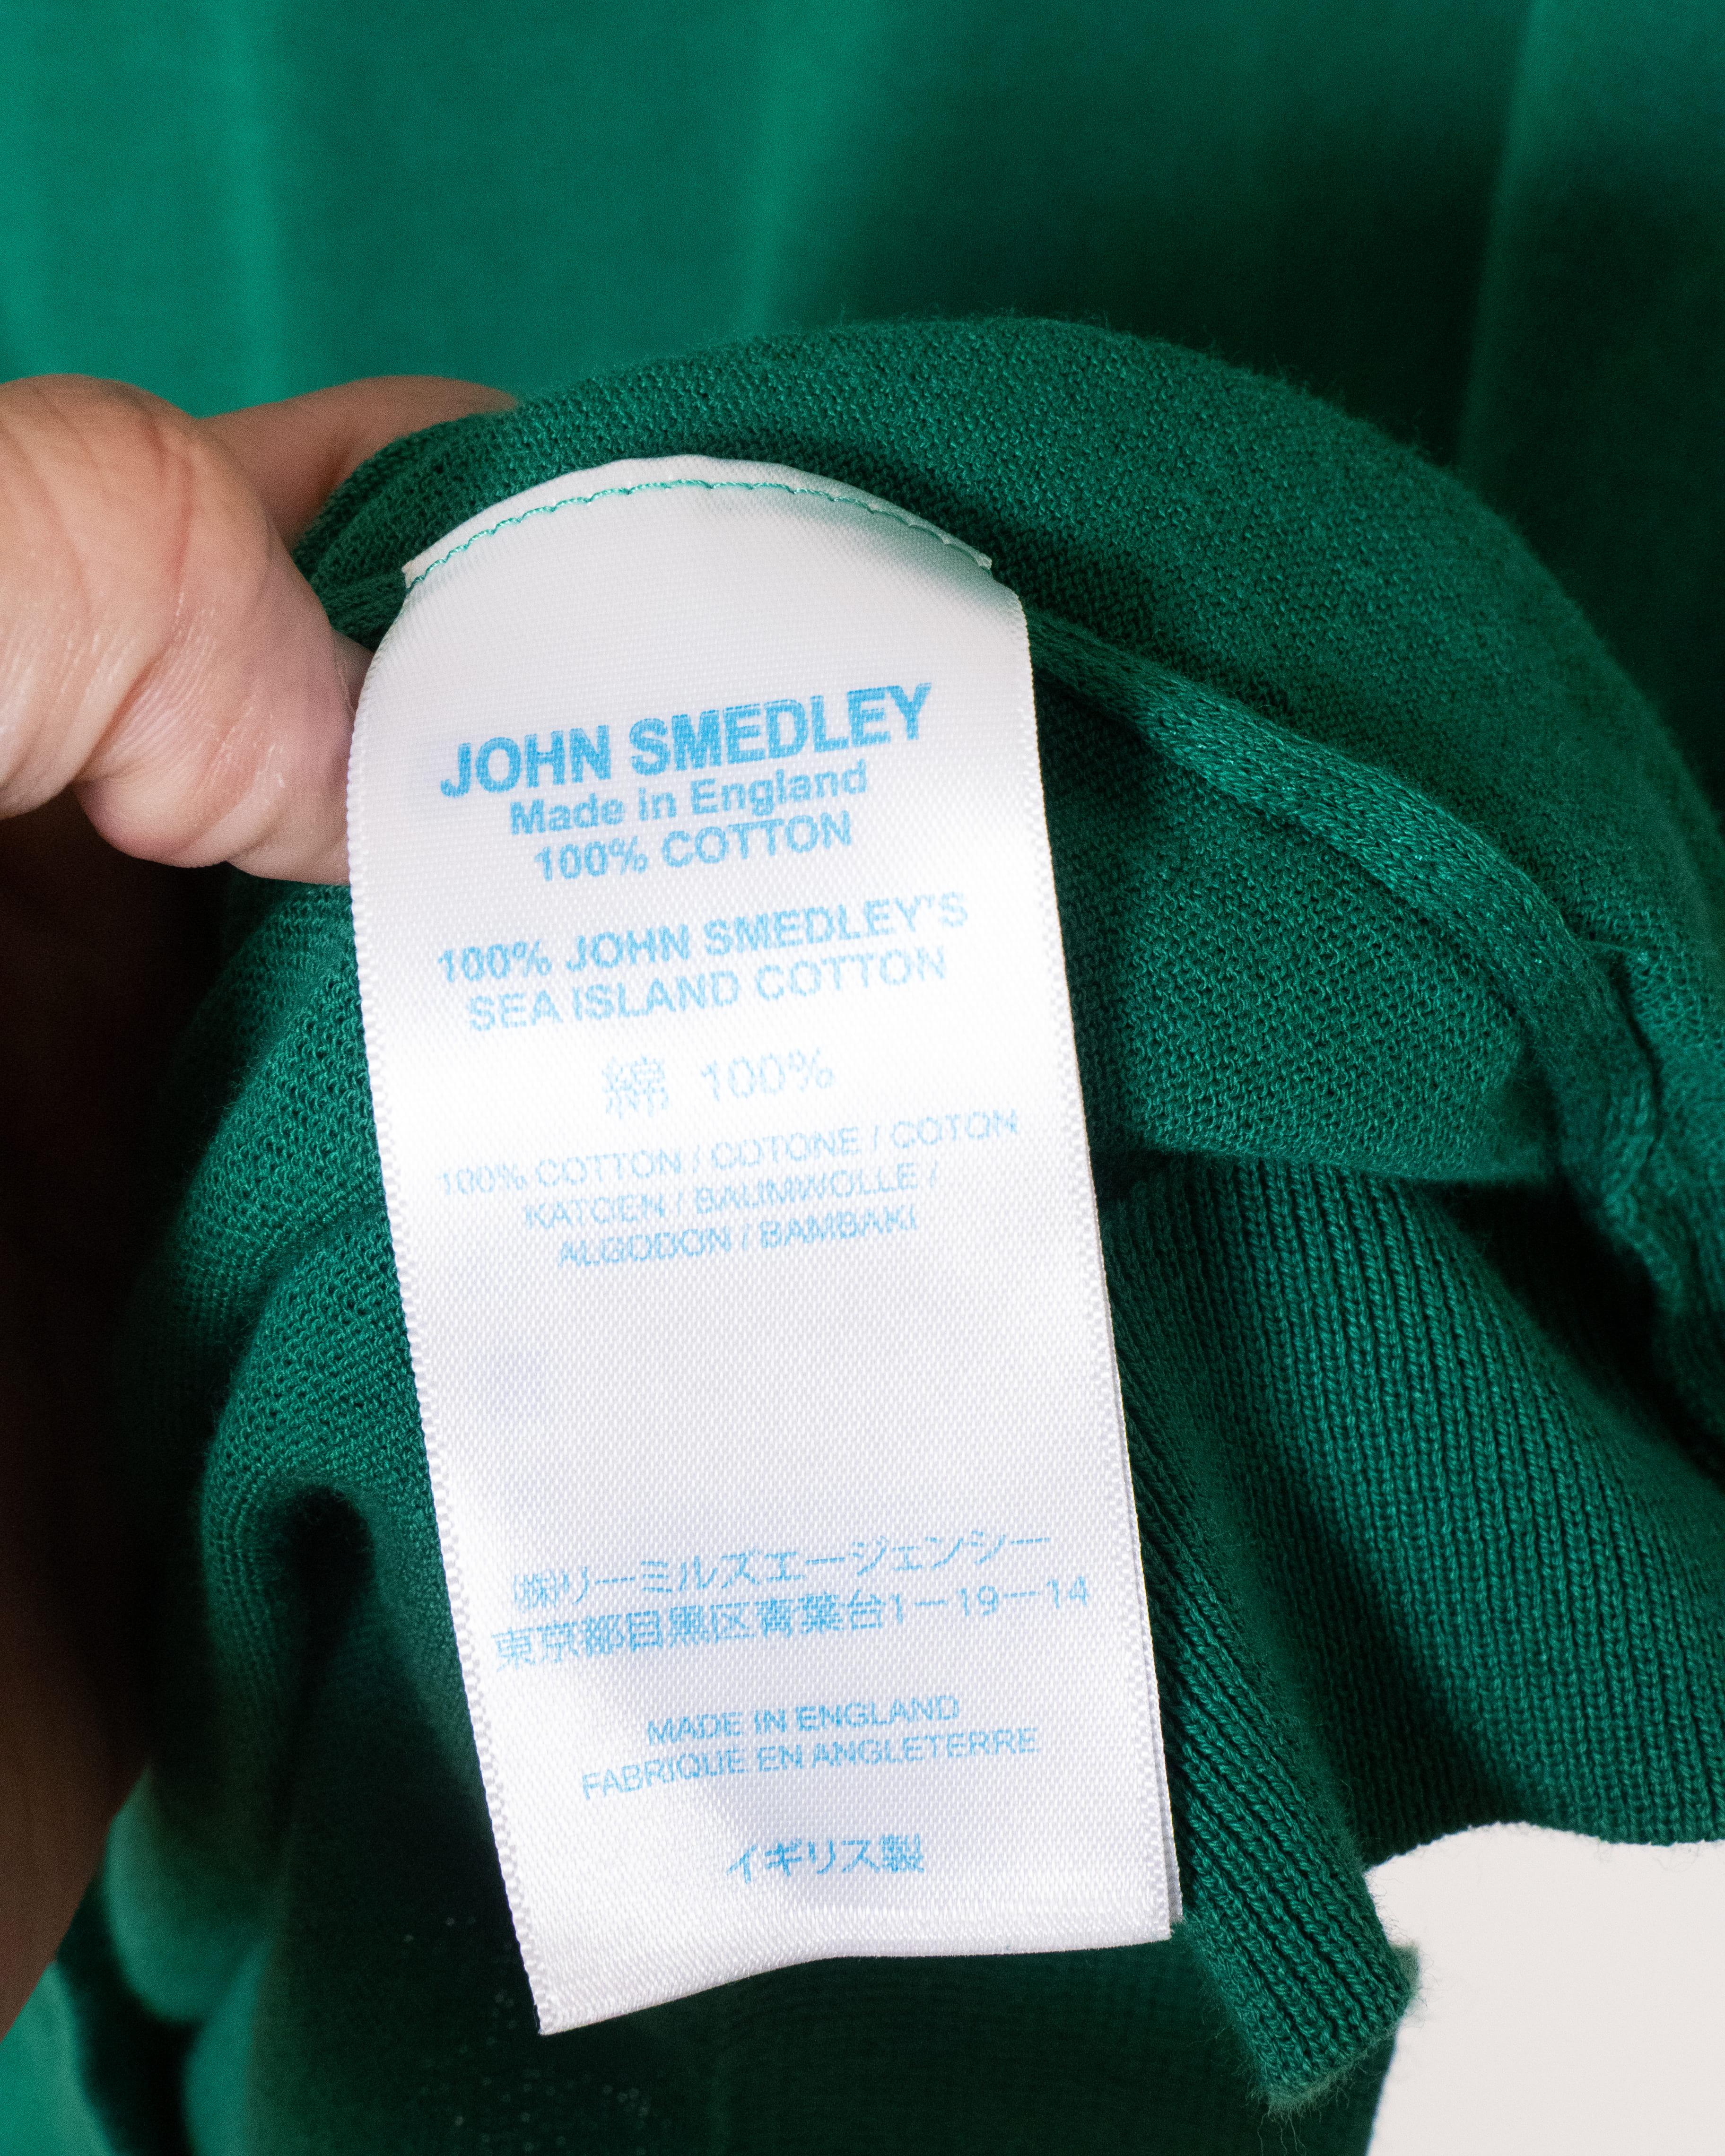 JOHN SMEDLEY
Made in England
100% COTTON
100% JOHN SMEDLEY'S
SEA ISLAND COTTON
綿 100%
100% COTTON / COTONE / COTON
KATOEN / BAUMWOLLE /
ALGODON / BAMBAKI
㈱リーミルズエージェンシー
東京都目黒区青葉台1−19−14
MADE IN ENGLAND
FABRIQUE EN ANGLETERRE
イギリス製